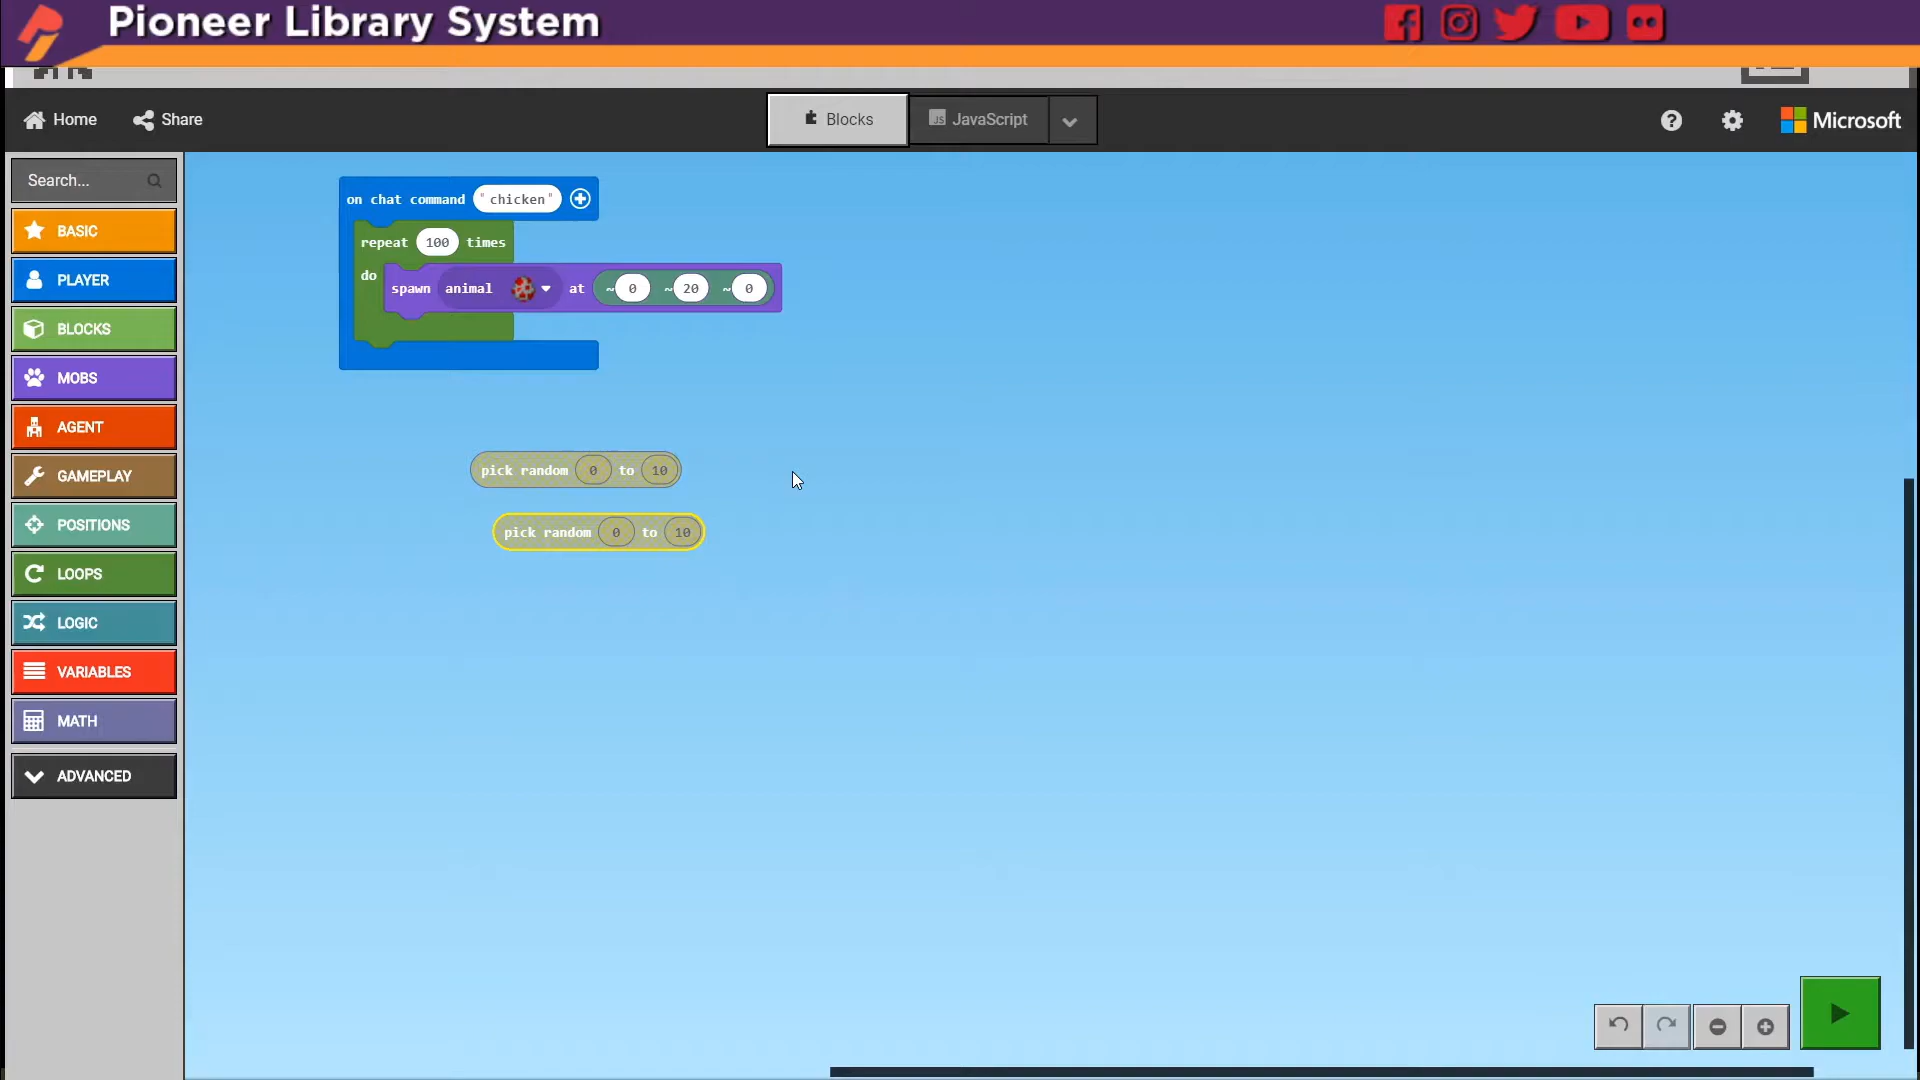 Pioneer Library System
Home
Share
Blocks
JS JavaScript
?
Microsoft
Search...
BASIC
PLAYER
BLOCKS
MOBS
AGENT
GAMEPLAY
POSITIONS
LOOPS
LOGIC
VARIABLES
MATH
ADVANCED
on chat command "chicken"
repeat 100 times
do
spawn animal at ~0 ~20 ~0
pick random 0 to 10
pick random 0 to 10